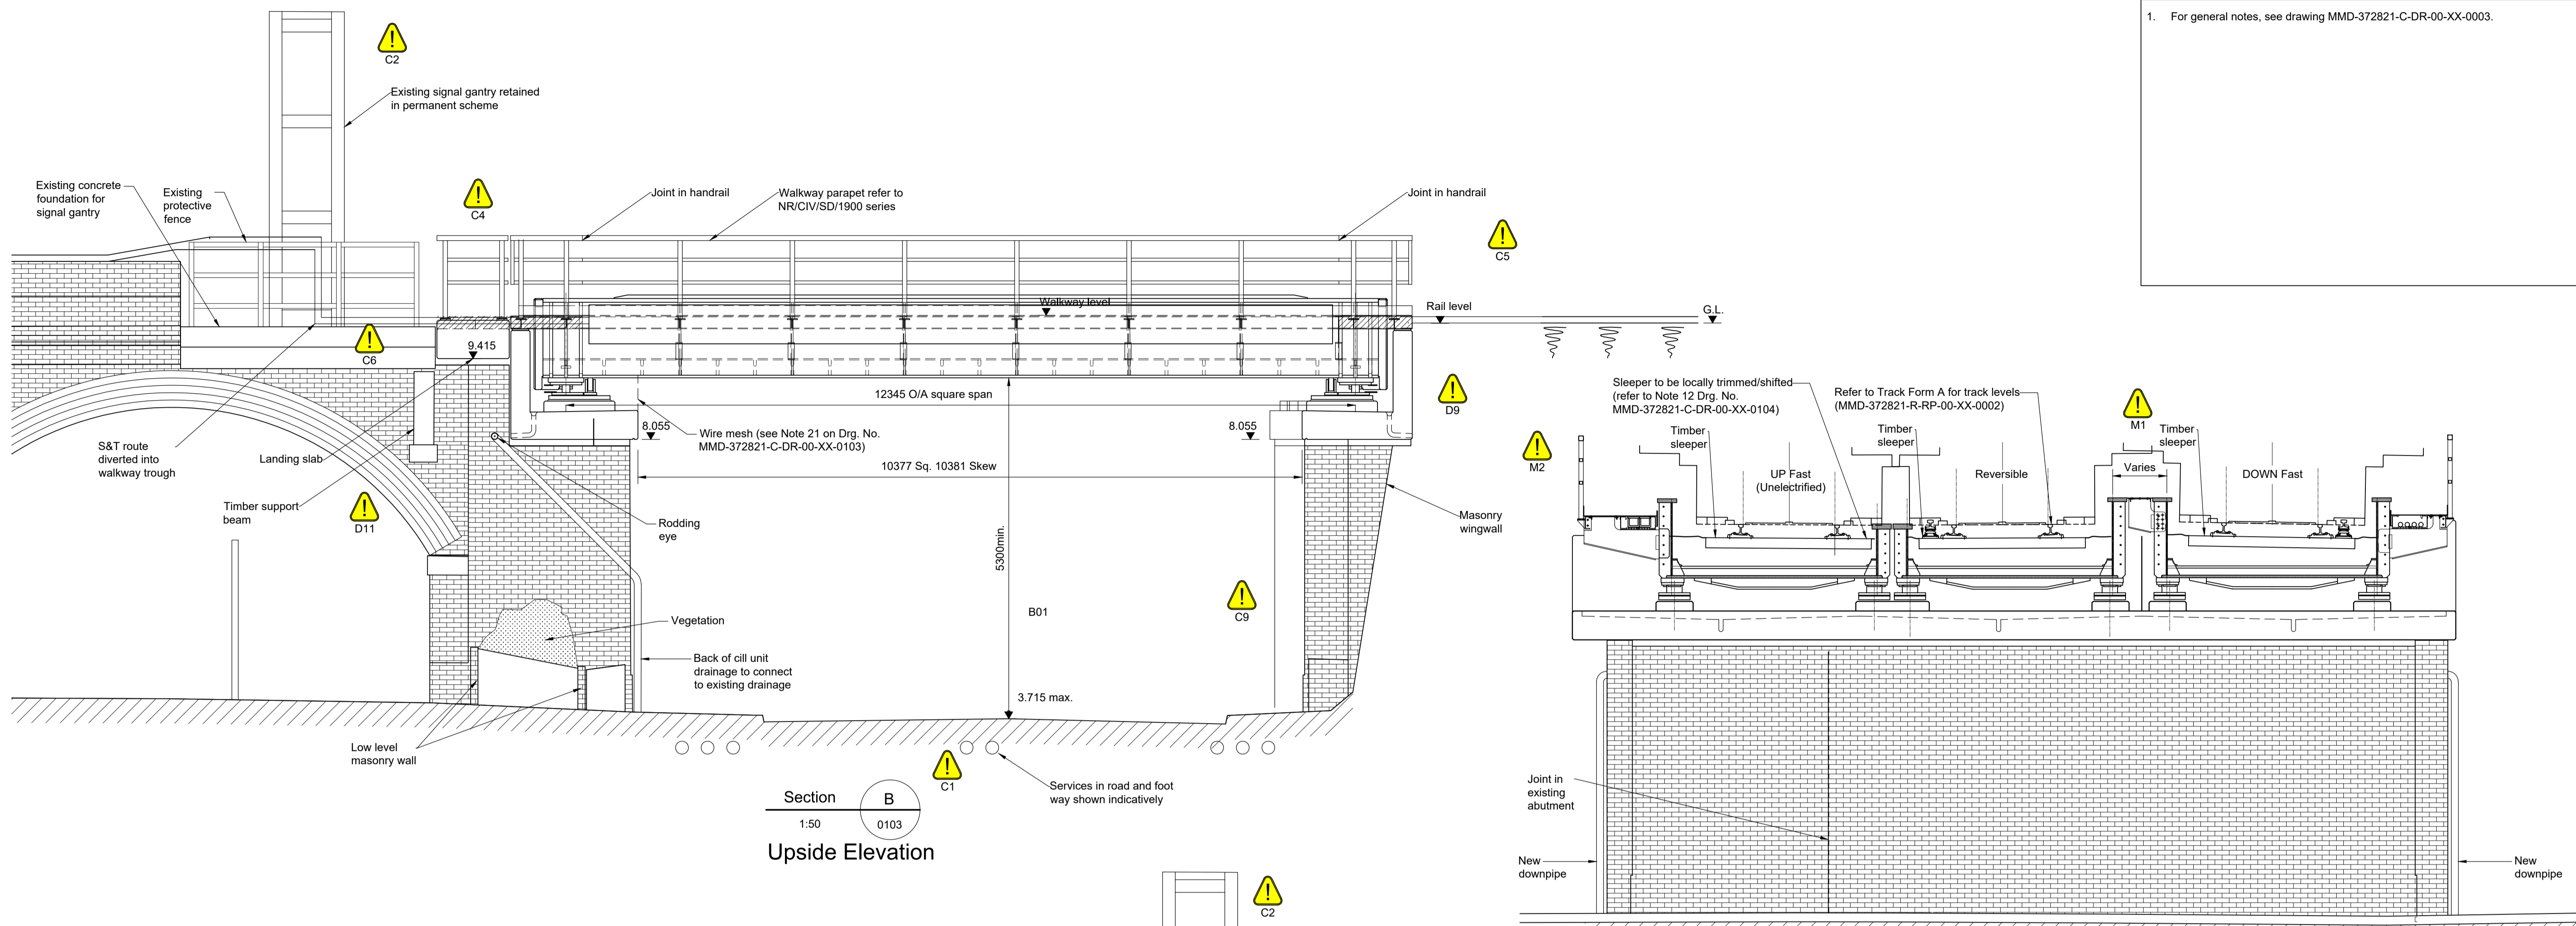 1. For general notes, see drawing MMD-372821-C-DR-00-XX-0003.
C2
Existing signal gantry retained
in permanent scheme
Existing concrete
foundation for
signal gantry
Existing
protective
fence
C4
Joint in handrail
Walkway parapet refer to
NR/CIV/SD/1900 series
Joint in handrail
C5
Walkway level
Rail level
G.L.
C6
9.415
12345 O/A square span
D9
8.055
8.055
Wire mesh (see Note 21 on Drg. No.
MMD-372821-C-DR-00-XX-0103)
10377 Sq. 10381 Skew
S&T route
diverted into
walkway trough
Landing slab
Timber support
beam
D11
Rodding
eye
5300min.
Masonry
wingwall
B01
C9
Vegetation
Back of cill unit
drainage to connect
to existing drainage
3.715 max.
Low level
masonry wall
C1
Services in road and foot
way shown indicatively
Section
B
1:50
0103
Upside Elevation
C2
Sleeper to be locally trimmed/shifted
(refer to Note 12 Drg. No.
MMD-372821-C-DR-00-XX-0104)
Refer to Track Form A for track levels
(MMD-372821-R-RP-00-XX-0002)
M1
M2
Timber
sleeper
Timber
sleeper
Timber
sleeper
UP Fast
(Unelectrified)
Reversible
Varies
DOWN Fast
Joint in
existing
abutment
New
downpipe
New
downpipe